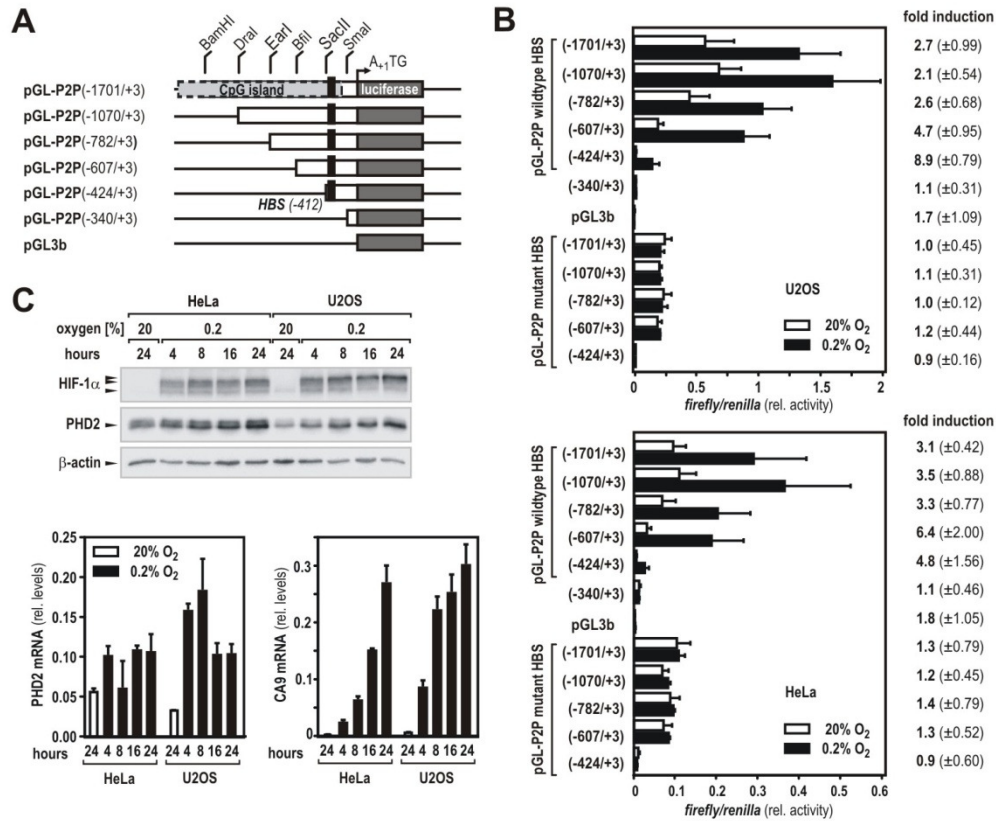 A
BamHI DraI EarI BfiI SacII SmaI
A+1TG
pGL-P2P(-1701/+3) CpG island luciferase
pGL-P2P(-1070/+3)
pGL-P2P(-782/+3)
pGL-P2P(-607/+3)
pGL-P2P(-424/+3)
HBS (-412)
pGL-P2P(-340/+3)
pGL3b
B
fold induction
pGL-P2P wildtype HBS
(-1701/+3) 2.7 (±0.99)
(-1070/+3) 2.1 (±0.54)
(-782/+3) 2.6 (±0.68)
(-607/+3) 4.7 (±0.95)
(-424/+3) 8.9 (±0.79)
(-340/+3) 1.1 (±0.31)
pGL3b 1.7 (±1.09)
pGL-P2P mutant HBS
(-1701/+3) 1.0 (±0.45)
(-1070/+3) 1.1 (±0.31)
(-782/+3) 1.0 (±0.12)
(-607/+3) 1.2 (±0.44)
(-424/+3) 0.9 (±0.16)
U2OS
20% O2
0.2% O2
0 0.5 1 1.5 2
firefly/renilla (rel. activity)
fold induction
pGL-P2P wildtype HBS
(-1701/+3) 3.1 (±0.42)
(-1070/+3) 3.5 (±0.88)
(-782/+3) 3.3 (±0.77)
(-607/+3) 6.4 (±2.00)
(-424/+3) 4.8 (±1.56)
(-340/+3) 1.1 (±0.46)
pGL3b 1.8 (±1.05)
pGL-P2P mutant HBS
(-1701/+3) 1.3 (±0.79)
(-1070/+3) 1.2 (±0.45)
(-782/+3) 1.4 (±0.79)
(-607/+3) 1.3 (±0.52)
(-424/+3) 0.9 (±0.60)
HeLa
20% O2
0.2% O2
0 0.1 0.2 0.3 0.4 0.5 0.6
firefly/renilla (rel. activity)
C
HeLa U2OS
oxygen [%] 20 0.2 20 0.2
hours 24 4 8 16 24 24 4 8 16 24
HIF-1α
PHD2
β-actin
PHD2 mRNA (rel. levels)
0.25
0.20
0.15
0.10
0.05
0.00
20% O2
0.2% O2
hours 24 4 8 16 24 24 4 8 16 24
HeLa U2OS
CA9 mRNA (rel. levels)
0.3
0.2
0.1
0
hours 24 4 8 16 24 24 4 8 16 24
HeLa U2OS